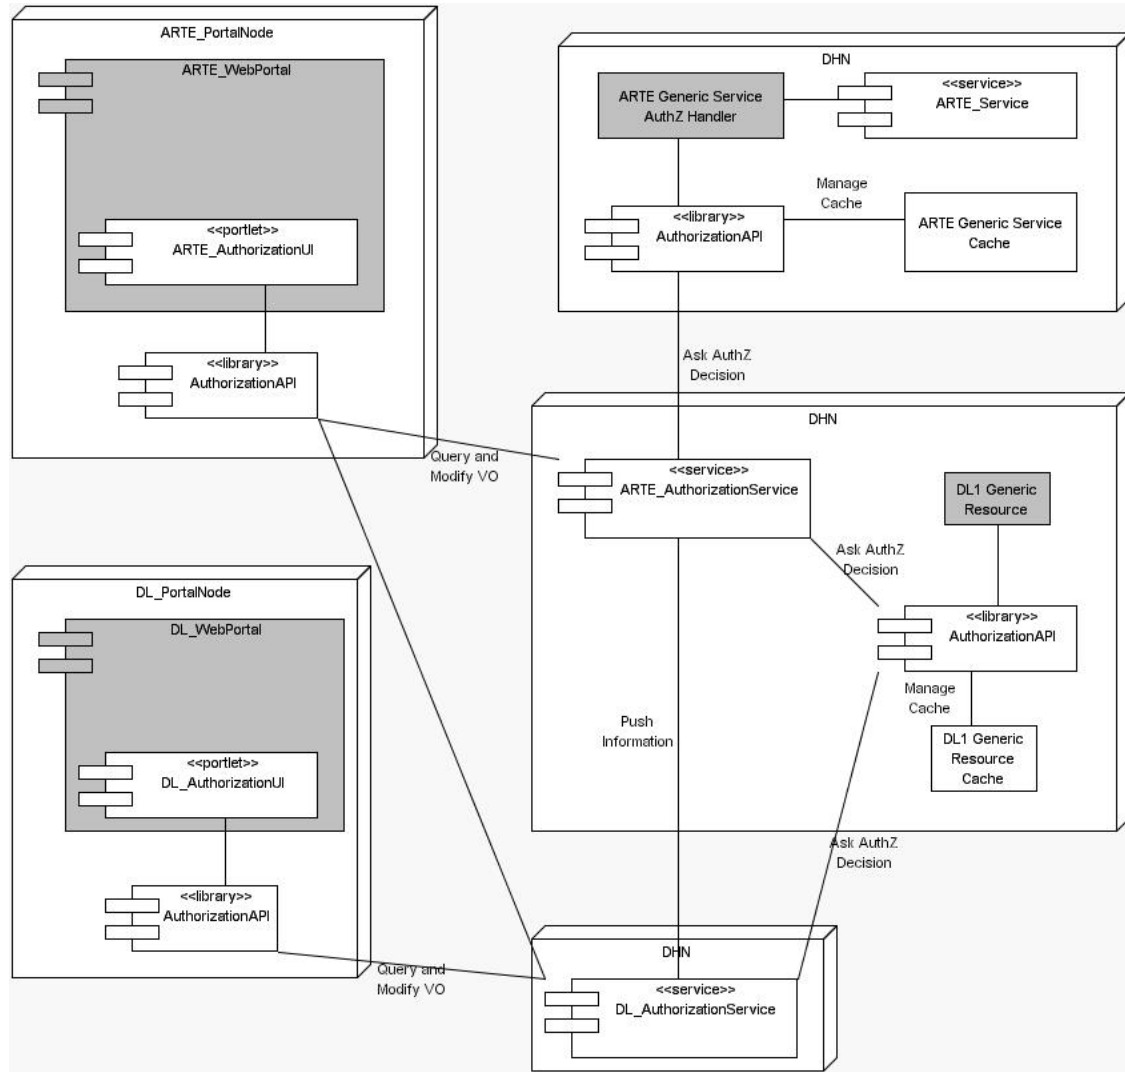 ARTE_PortalNode
ARTE_WebPortal
<<portlet>>
ARTE_AuthorizationUI
<<library>>
AuthorizationAPI
DHN
ARTE Generic Service
AuthZ Handler
<<service>>
ARTE_Service
Manage
Cache
<<library>>
AuthorizationAPI
ARTE Generic Service
Cache
Ask AuthZ
Decision
Query and
Modify VO
DHN
<<service>>
ARTE_AuthorizationService
DL1 Generic
Resource
Ask AuthZ
Decision
<<library>>
AuthorizationAPI
Manage
Cache
DL1 Generic
Resource
Cache
Push
Information
Ask AuthZ
Decision
DL_PortalNode
DL_WebPortal
<<portlet>>
DL_AuthorizationUI
<<library>>
AuthorizationAPI
Query and
Modify VO
DHN
<<service>>
DL_AuthorizationService